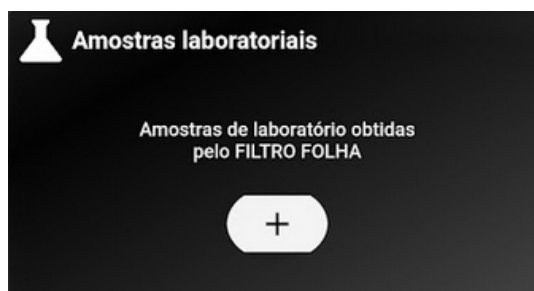 Amostras laboratoriais
Amostras de laboratório obtidas
pelo FILTRO FOLHA
+